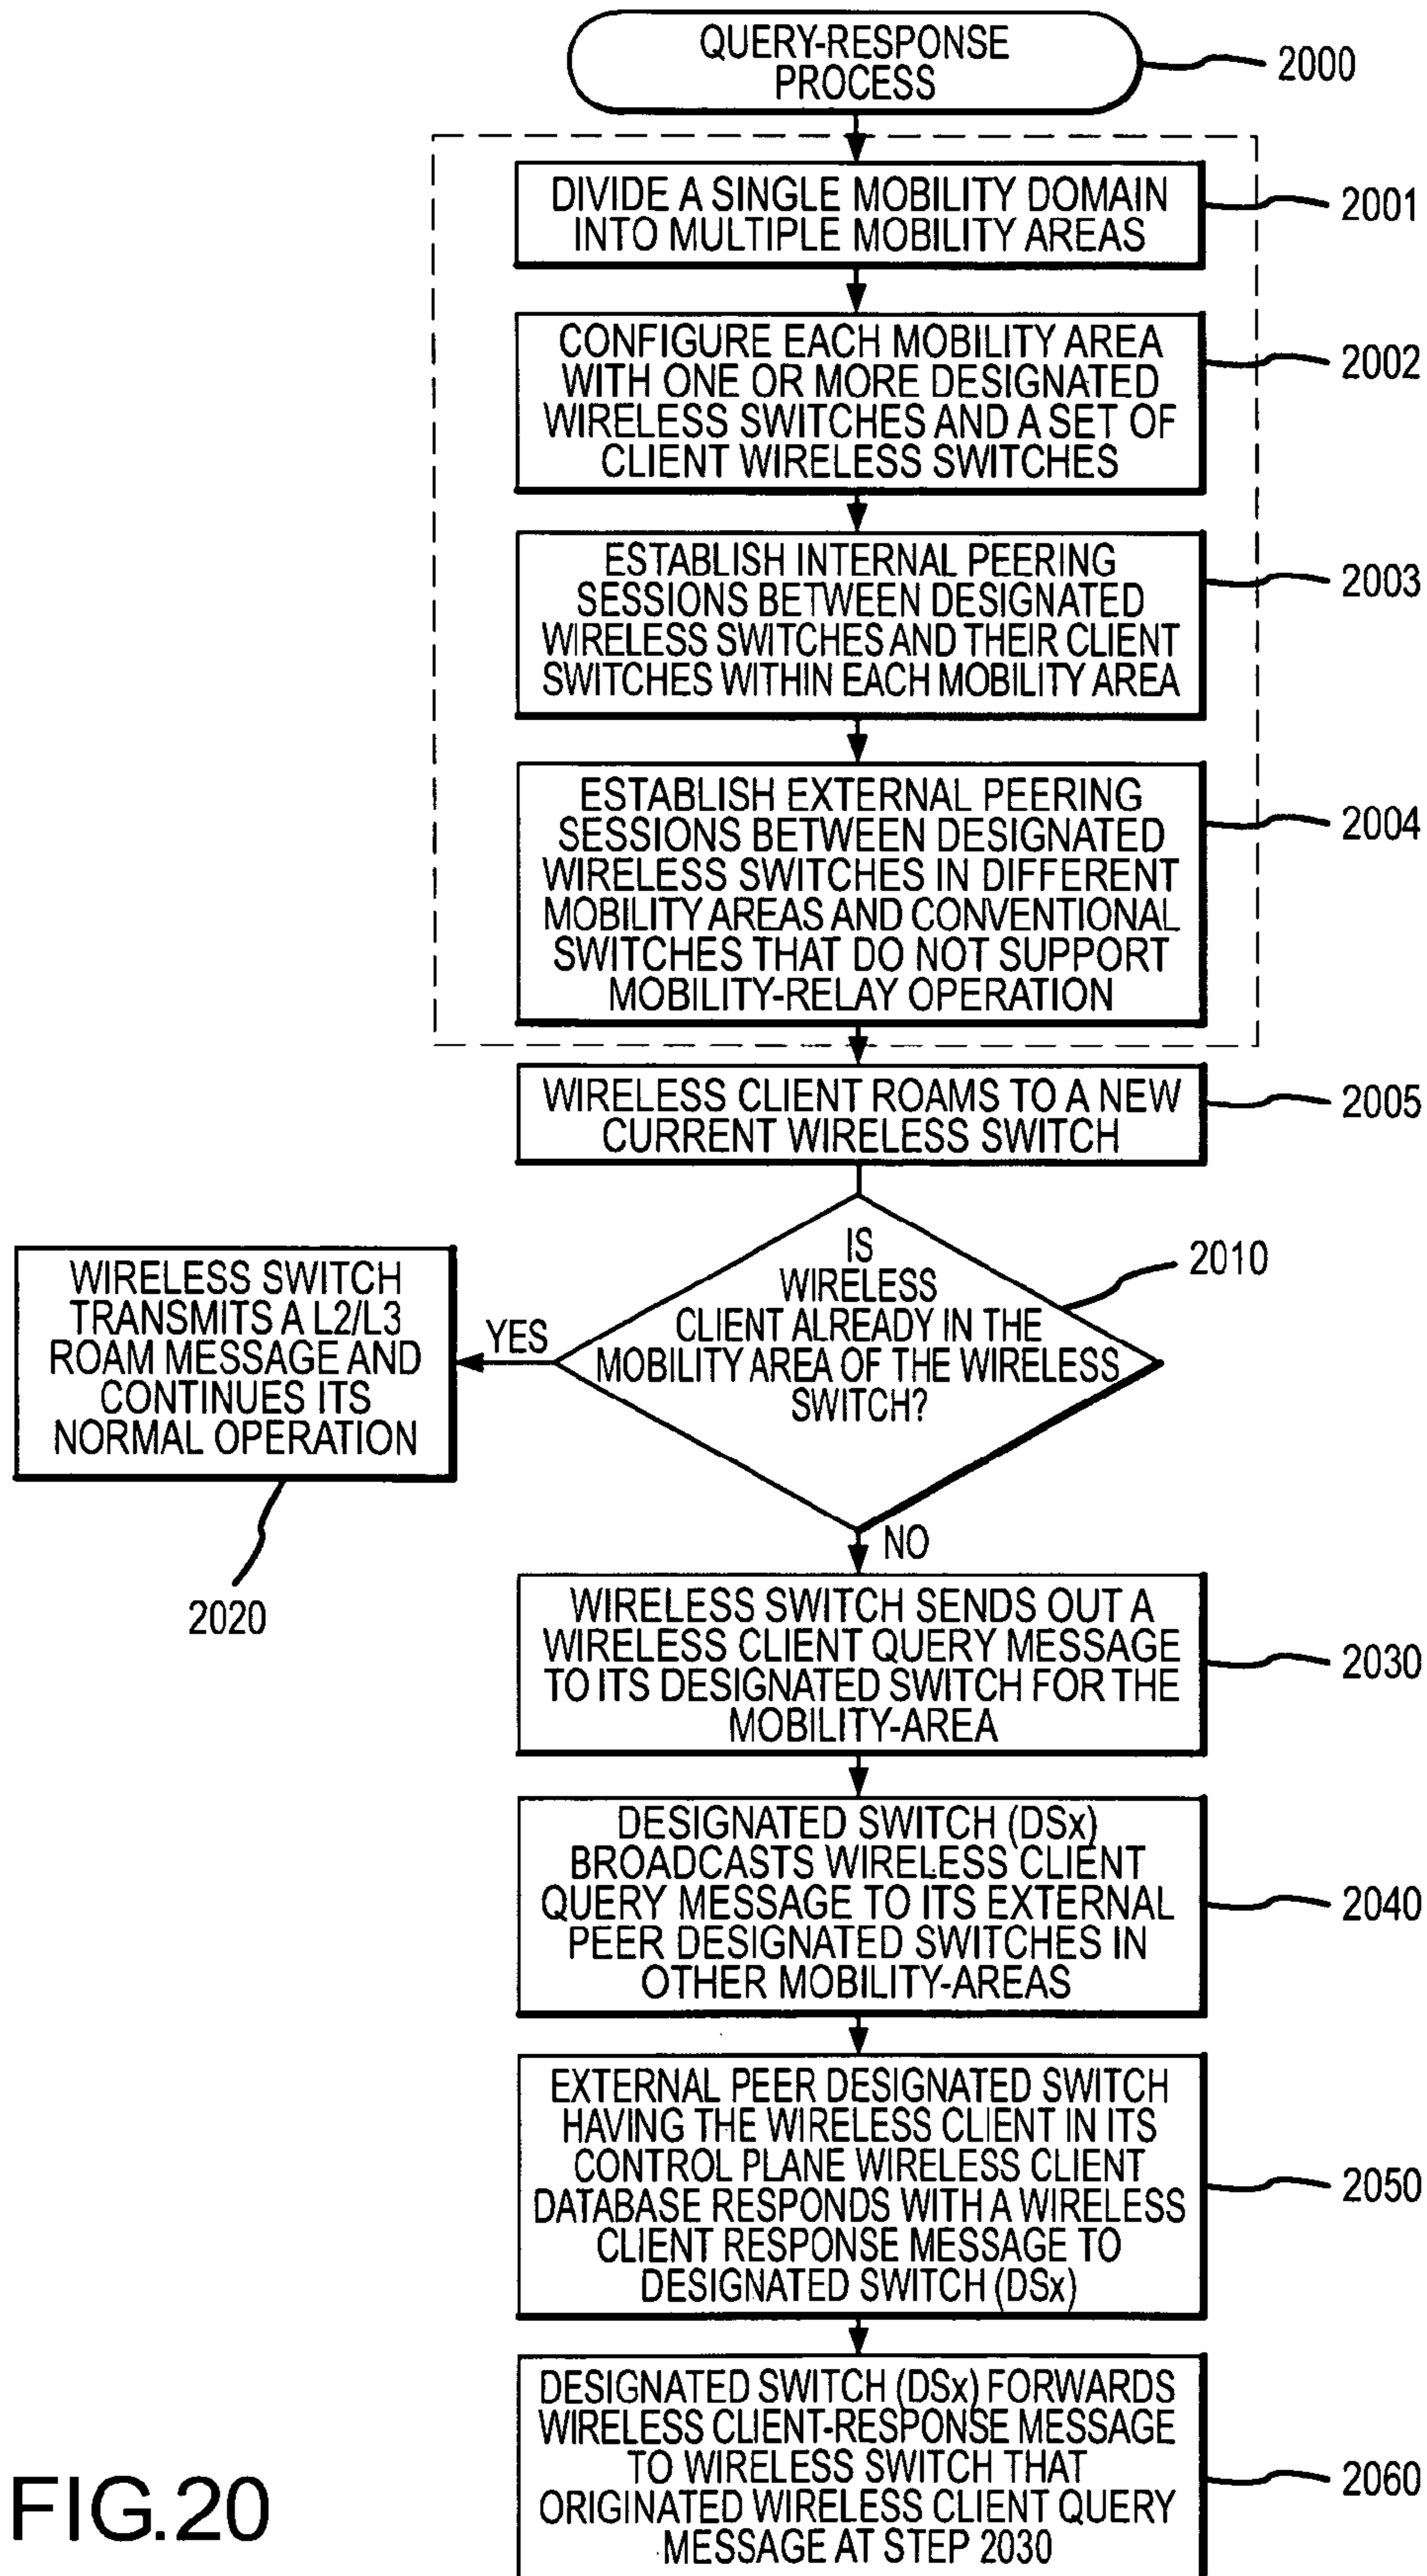 QUERY-RESPONSE
PROCESS
2000
DIVIDE A SINGLE MOBILITY DOMAIN
INTO MULTIPLE MOBILITY AREAS
2001
CONFIGURE EACH MOBILITY AREA
WITH ONE OR MORE DESIGNATED
WIRELESS SWITCHES AND A SET OF
CLIENT WIRELESS SWITCHES
2002
ESTABLISH INTERNAL PEERING
SESSIONS BETWEEN DESIGNATED
WIRELESS SWITCHES AND THEIR CLIENT
SWITCHES WITHIN EACH MOBILITY AREA
2003
ESTABLISH EXTERNAL PEERING
SESSIONS BETWEEN DESIGNATED
WIRELESS SWITCHES IN DIFFERENT
MOBILITY AREAS AND CONVENTIONAL
SWITCHES THAT DO NOT SUPPORT
MOBILITY-RELAY OPERATION
2004
WIRELESS CLIENT ROAMS TO A NEW
CURRENT WIRELESS SWITCH
2005
IS
WIRELESS
CLIENT ALREADY IN THE
MOBILITY AREA OF THE WIRELESS
SWITCH?
2010
YES
WIRELESS SWITCH
TRANSMITS A L2/L3
ROAM MESSAGE AND
CONTINUES ITS
NORMAL OPERATION
2020
NO
WIRELESS SWITCH SENDS OUT A
WIRELESS CLIENT QUERY MESSAGE
TO ITS DESIGNATED SWITCH FOR THE
MOBILITY-AREA
2030
DESIGNATED SWITCH (DSx)
BROADCASTS WIRELESS CLIENT
QUERY MESSAGE TO ITS EXTERNAL
PEER DESIGNATED SWITCHES IN
OTHER MOBILITY-AREAS
2040
EXTERNAL PEER DESIGNATED SWITCH
HAVING THE WIRELESS CLIENT IN ITS
CONTROL PLANE WIRELESS CLIENT
DATABASE RESPONDS WITH A WIRELESS
CLIENT RESPONSE MESSAGE TO
DESIGNATED SWITCH (DSx)
2050
DESIGNATED SWITCH (DSx) FORWARDS
WIRELESS CLIENT-RESPONSE MESSAGE
TO WIRELESS SWITCH THAT
ORIGINATED WIRELESS CLIENT QUERY
MESSAGE AT STEP 2030
2060
FIG.20